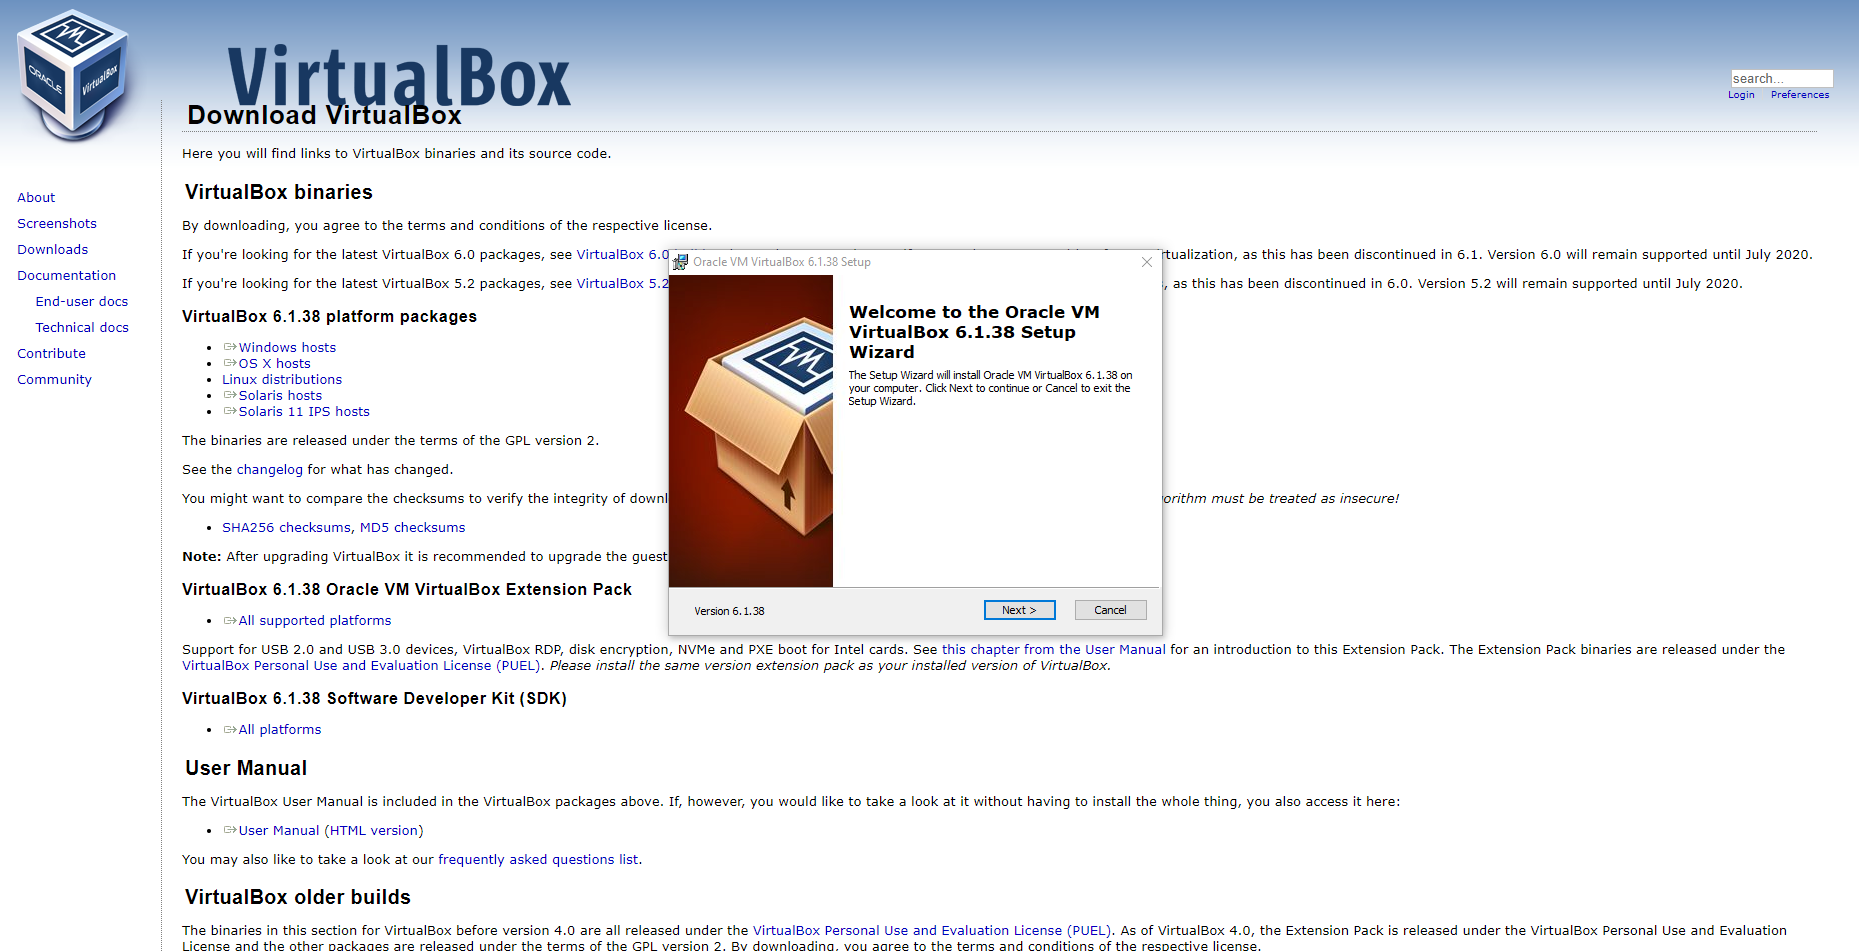 ORACLE
VirtualBox
VirtualBox
search...
Login Preferences
Download VirtualBox
Here you will find links to VirtualBox binaries and its source code.
About
Screenshots
Downloads
Documentation
End-user docs
Technical docs
Contribute
Community
VirtualBox binaries
By downloading, you agree to the terms and conditions of the respective license.
If you're looking for the latest VirtualBox 6.0 packages, see VirtualBox 6.0 tualization, as this has been discontinued in 6.1. Version 6.0 will remain supported until July 2020.
If you're looking for the latest VirtualBox 5.2 packages, see VirtualBox 5.2 , as this has been discontinued in 6.0. Version 5.2 will remain supported until July 2020.
VirtualBox 6.1.38 platform packages
• Windows hosts
• OS X hosts
• Linux distributions
• Solaris hosts
• Solaris 11 IPS hosts
The binaries are released under the terms of the GPL version 2.
See the changelog for what has changed.
You might want to compare the checksums to verify the integrity of downl orithm must be treated as insecure!
• SHA256 checksums, MD5 checksums
Note: After upgrading VirtualBox it is recommended to upgrade the guest
VirtualBox 6.1.38 Oracle VM VirtualBox Extension Pack
• All supported platforms
Support for USB 2.0 and USB 3.0 devices, VirtualBox RDP, disk encryption, NVMe and PXE boot for Intel cards. See this chapter from the User Manual for an introduction to this Extension Pack. The Extension Pack binaries are released under the
VirtualBox Personal Use and Evaluation License (PUEL). Please install the same version extension pack as your installed version of VirtualBox.
VirtualBox 6.1.38 Software Developer Kit (SDK)
• All platforms
User Manual
The VirtualBox User Manual is included in the VirtualBox packages above. If, however, you would like to take a look at it without having to install the whole thing, you also access it here:
• User Manual (HTML version)
You may also like to take a look at our frequently asked questions list.
VirtualBox older builds
The binaries in this section for VirtualBox before version 4.0 are all released under the VirtualBox Personal Use and Evaluation License (PUEL). As of VirtualBox 4.0, the Extension Pack is released under the VirtualBox Personal Use and Evaluation
License and the other packages are released under the terms of the GPL version 2. By downloading, you agree to the terms and conditions of the respective license.
Oracle VM VirtualBox 6.1.38 Setup
Welcome to the Oracle VM
VirtualBox 6.1.38 Setup
Wizard
The Setup Wizard will install Oracle VM VirtualBox 6.1.38 on
your computer. Click Next to continue or Cancel to exit the
Setup Wizard.
Version 6.1.38
Next >
Cancel